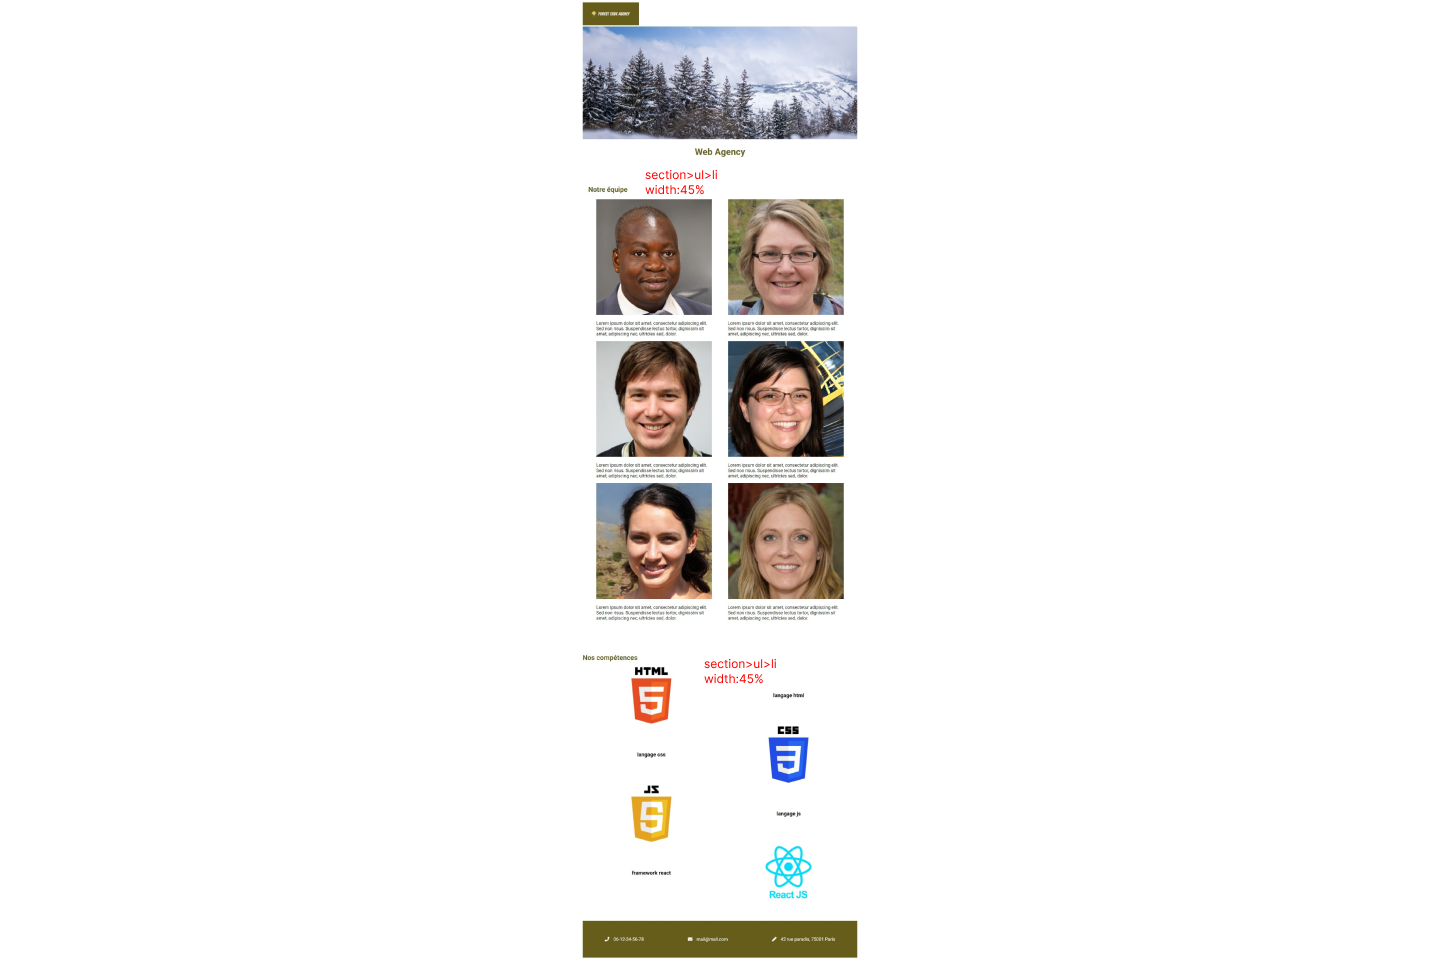 FOREST CODE AGENCY
Web Agency
section>ul>li
width:45%
Notre équipe
Lorem ipsum dolor sit amet, consectetur adipiscing elit.
Sed non risus. Suspendisse lectus tortor, dignissim sit
amet, adipiscing nec, ultricies sed, dolor.
Lorem ipsum dolor sit amet, consectetur adipiscing elit.
Sed non risus. Suspendisse lectus tortor, dignissim sit
amet, adipiscing nec, ultricies sed, dolor.
Lorem ipsum dolor sit amet, consectetur adipiscing elit.
Sed non risus. Suspendisse lectus tortor, dignissim sit
amet, adipiscing nec, ultricies sed, dolor.
Lorem ipsum dolor sit amet, consectetur adipiscing elit.
Sed non risus. Suspendisse lectus tortor, dignissim sit
amet, adipiscing nec, ultricies sed, dolor.
Lorem ipsum dolor sit amet, consectetur adipiscing elit.
Sed non risus. Suspendisse lectus tortor, dignissim sit
amet, adipiscing nec, ultricies sed, dolor.
Lorem ipsum dolor sit amet, consectetur adipiscing elit.
Sed non risus. Suspendisse lectus tortor, dignissim sit
amet, adipiscing nec, ultricies sed, dolor.
Nos compétences
section>ul>li
width:45%
HTML
5
langage html
langage css
CSS
3
JS
5
langage js
framework react
React JS
06-12-34-56-78
mail@mail.com
42 rue paradis, 75001 Paris